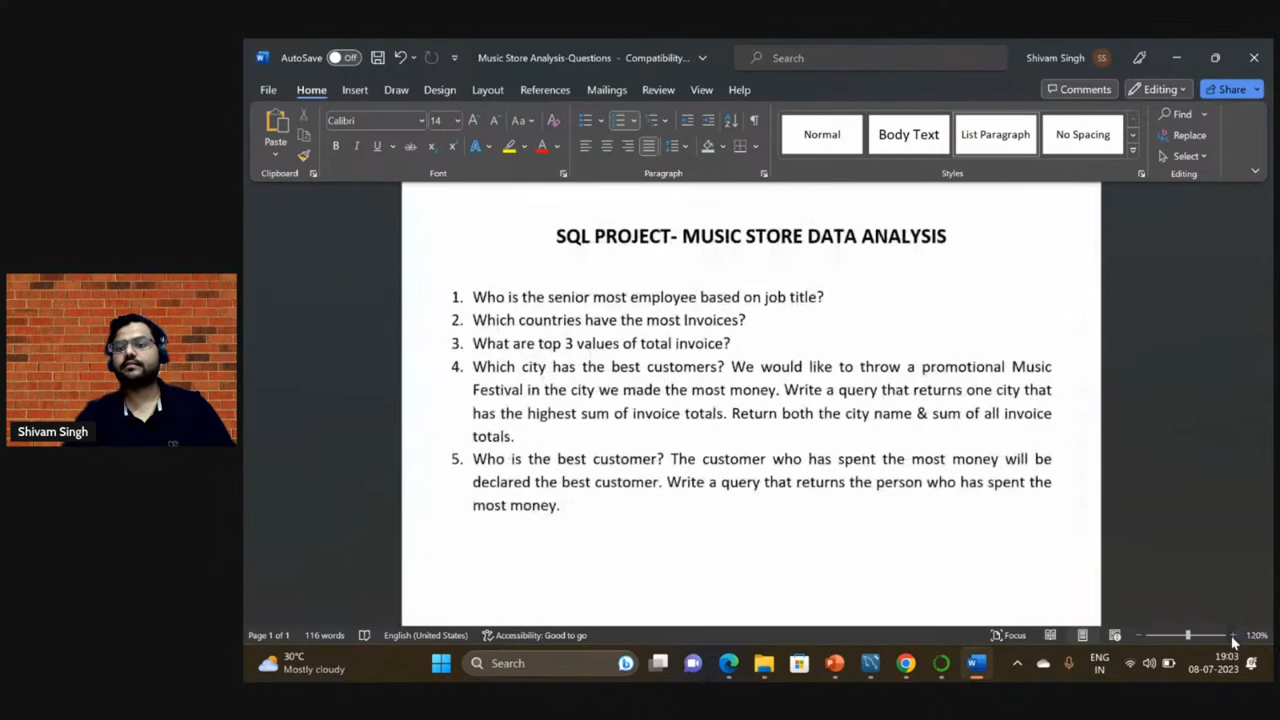 AutoSave Off Music Store Analysis-Questions - Compatibility... Search Shivam Singh SS
File Home Insert Draw Design Layout References Mailings Review View Help Comments Editing Share
Calibri 14 Aa Find
Paste Normal Body Text List Paragraph No Spacing Replace
B I U ab x x A A Select
Clipboard Font Paragraph Styles Editing
SQL PROJECT- MUSIC STORE DATA ANALYSIS
1. Who is the senior most employee based on job title?
2. Which countries have the most Invoices?
3. What are top 3 values of total invoice?
4. Which city has the best customers? We would like to throw a promotional Music
Festival in the city we made the most money. Write a query that returns one city that
has the highest sum of invoice totals. Return both the city name & sum of all invoice
totals.
5. Who is the best customer? The customer who has spent the most money will be
declared the best customer. Write a query that returns the person who has spent the
most money.
Shivam Singh
Page 1 of 1 116 words English (United States) Accessibility: Good to go Focus 120%
30°C
Mostly cloudy
Search
ENG
IN
19:03
08-07-2023